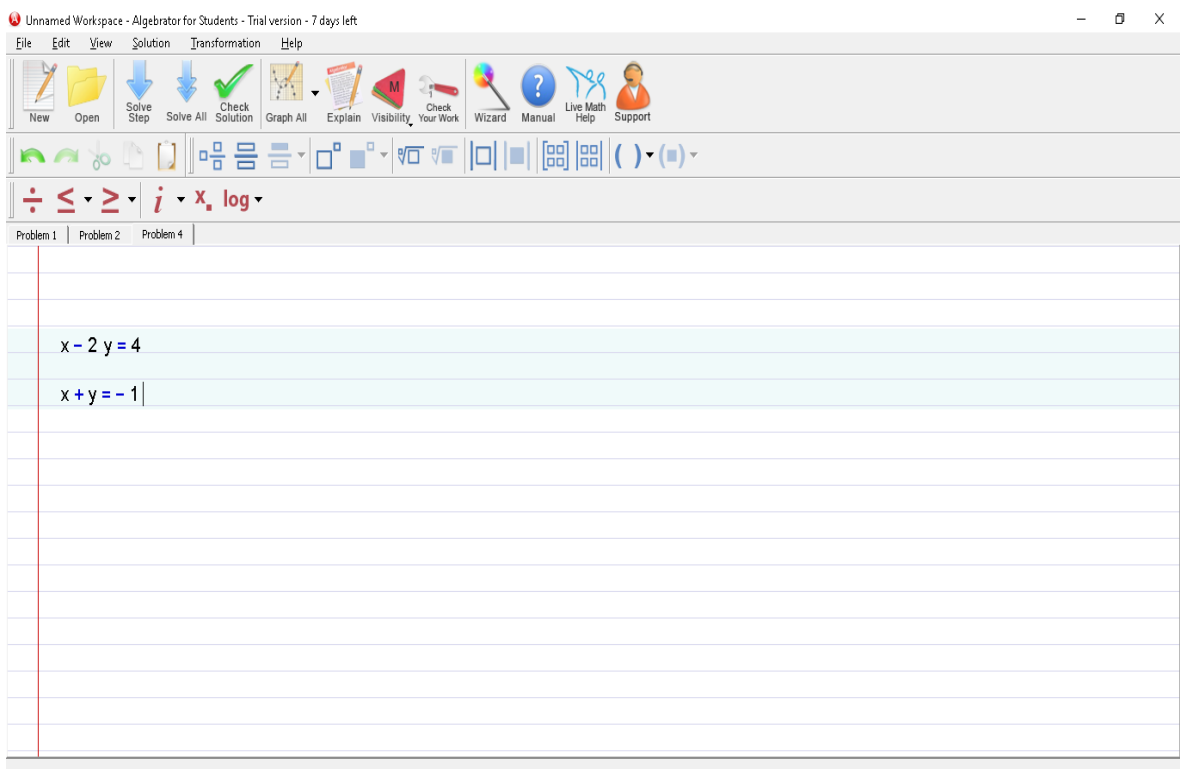 Unnamed Workspace - Algebrator for Students - Trial version - 7 days left
File Edit View Solution Transformation Help
New Open Solve Step Solve All Check Solution Graph All Explain M Visibility Check Your Work Wizard ? Manual Live Math Help Support
( ) ( )
÷ ≤ ≥ i x log
Problem 1 Problem 2 Problem 4
x − 2 y = 4
x + y = − 1